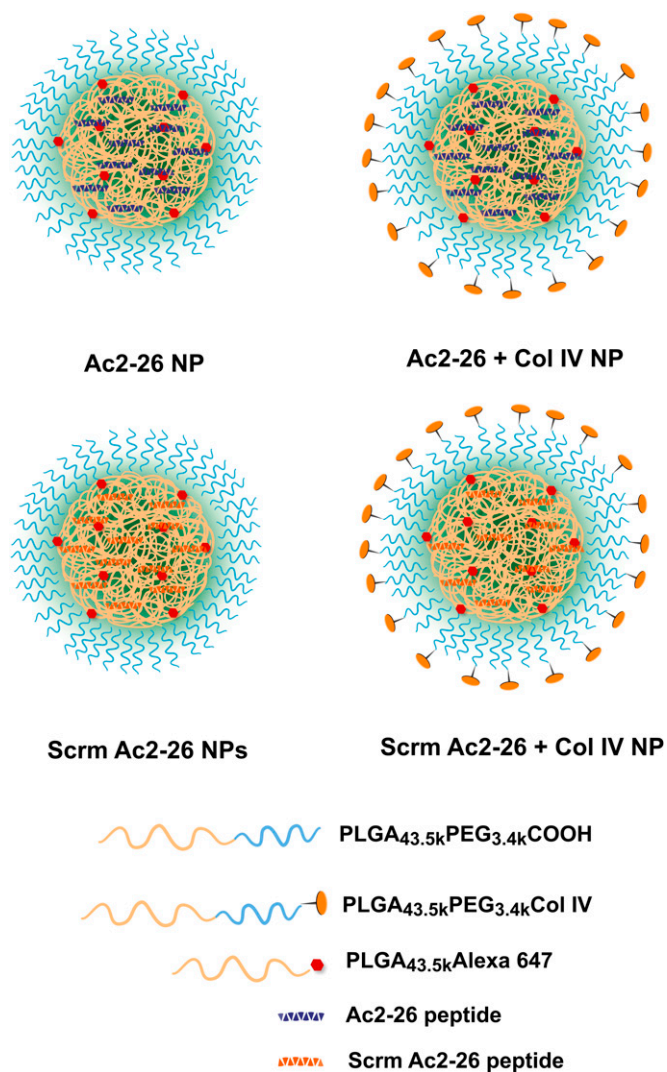 Ac2-26 NP
Ac2-26 + Col IV NP
Scrm Ac2-26 NPs
Scrm Ac2-26 + Col IV NP
PLGA43.5kPEG3.4kCOOH
PLGA43.5kPEG3.4kCol IV
PLGA43.5kAlexa 647
Ac2-26 peptide
Scrm Ac2-26 peptide